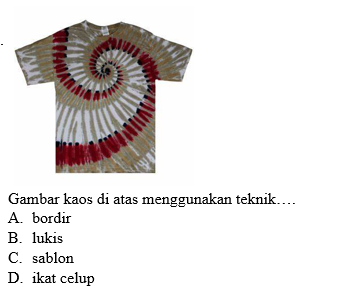 Gambar kaos di atas menggunakan teknik….
A. bordir
B. lukis
C. sablon
D. ikat celup